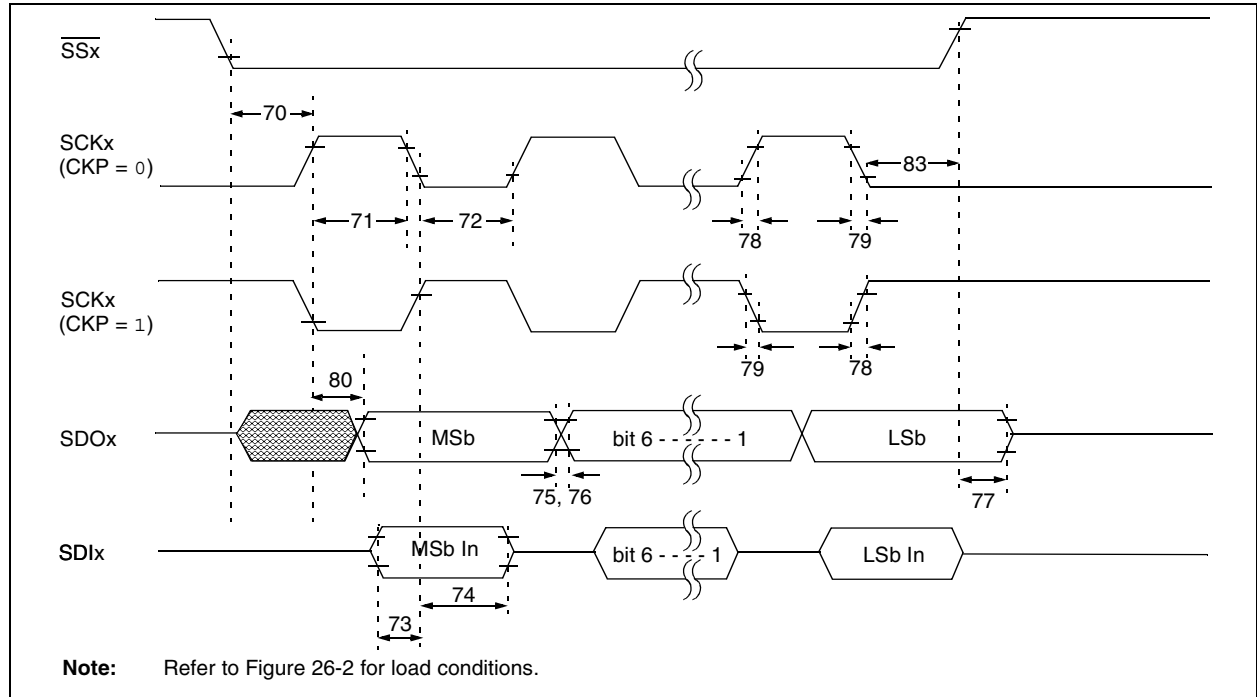 SSx
70
SCKx
(CKP = 0)
83
71
72
78
79
SCKx
(CKP = 1)
79
78
80
SDOx
MSb
bit 6 - - - - - - 1
LSb
75, 76
77
SDIx
MSb In
bit 6 - - - - 1
LSb In
74
73
Note: Refer to Figure 26-2 for load conditions.